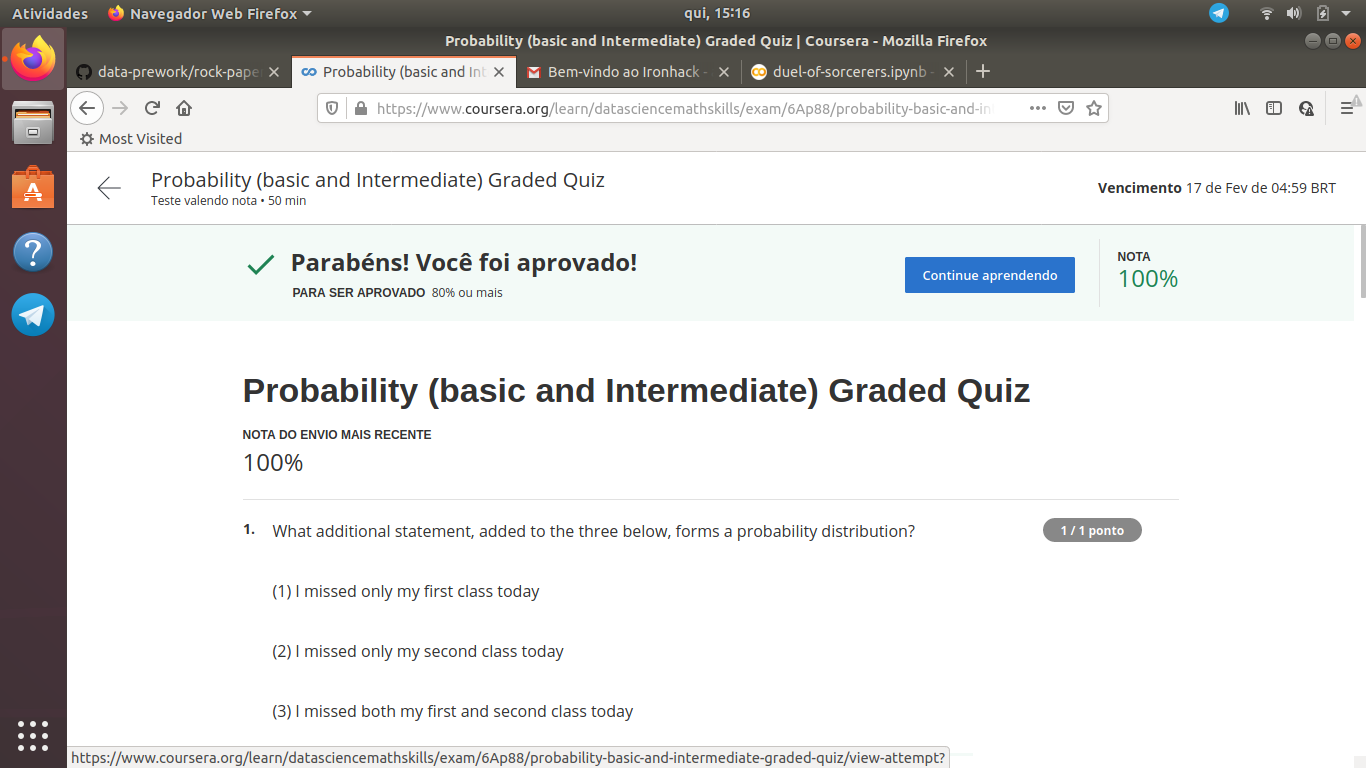 Atividades
Navegador Web Firefox
qui, 15:16
Probability (basic and Intermediate) Graded Quiz | Coursera - Mozilla Firefox
data-prework/rock-pape
Probability (basic and Int
Bem-vindo ao Ironhack -
duel-of-sorcerers.ipynb -
https://www.coursera.org/learn/datasciencemathskills/exam/6Ap88/probability-basic-and-in
Most Visited
Probability (basic and Intermediate) Graded Quiz
Teste valendo nota • 50 min
Vencimento 17 de Fev de 04:59 BRT
Parabéns! Você foi aprovado!
PARA SER APROVADO 80% ou mais
Continue aprendendo
NOTA
100%
Probability (basic and Intermediate) Graded Quiz
NOTA DO ENVIO MAIS RECENTE
100%
1. What additional statement, added to the three below, forms a probability distribution?
1 / 1 ponto
(1) I missed only my first class today
(2) I missed only my second class today
(3) I missed both my first and second class today
https://www.coursera.org/learn/datasciencemathskills/exam/6Ap88/probability-basic-and-intermediate-graded-quiz/view-attempt?